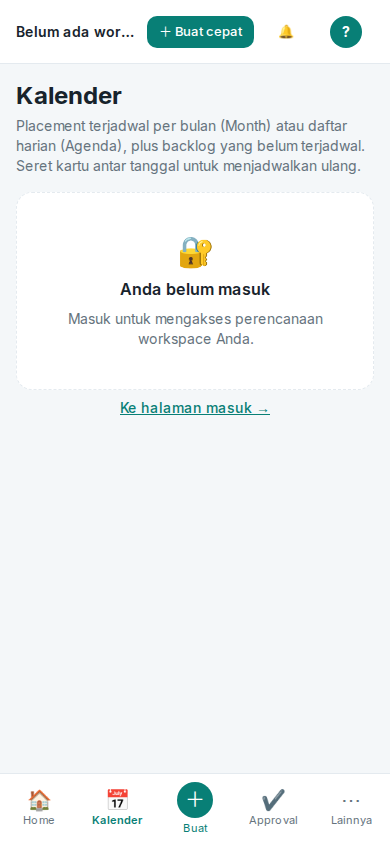 Belum ada wor...
+ Buat cepat
?
Kalender
Placement terjadwal per bulan (Month) atau daftar
harian (Agenda), plus backlog yang belum terjadwal.
Seret kartu antar tanggal untuk menjadwalkan ulang.
Anda belum masuk
Masuk untuk mengakses perencanaan
workspace Anda.
Ke halaman masuk →
Home
Kalender
Buat
Approval
Lainnya